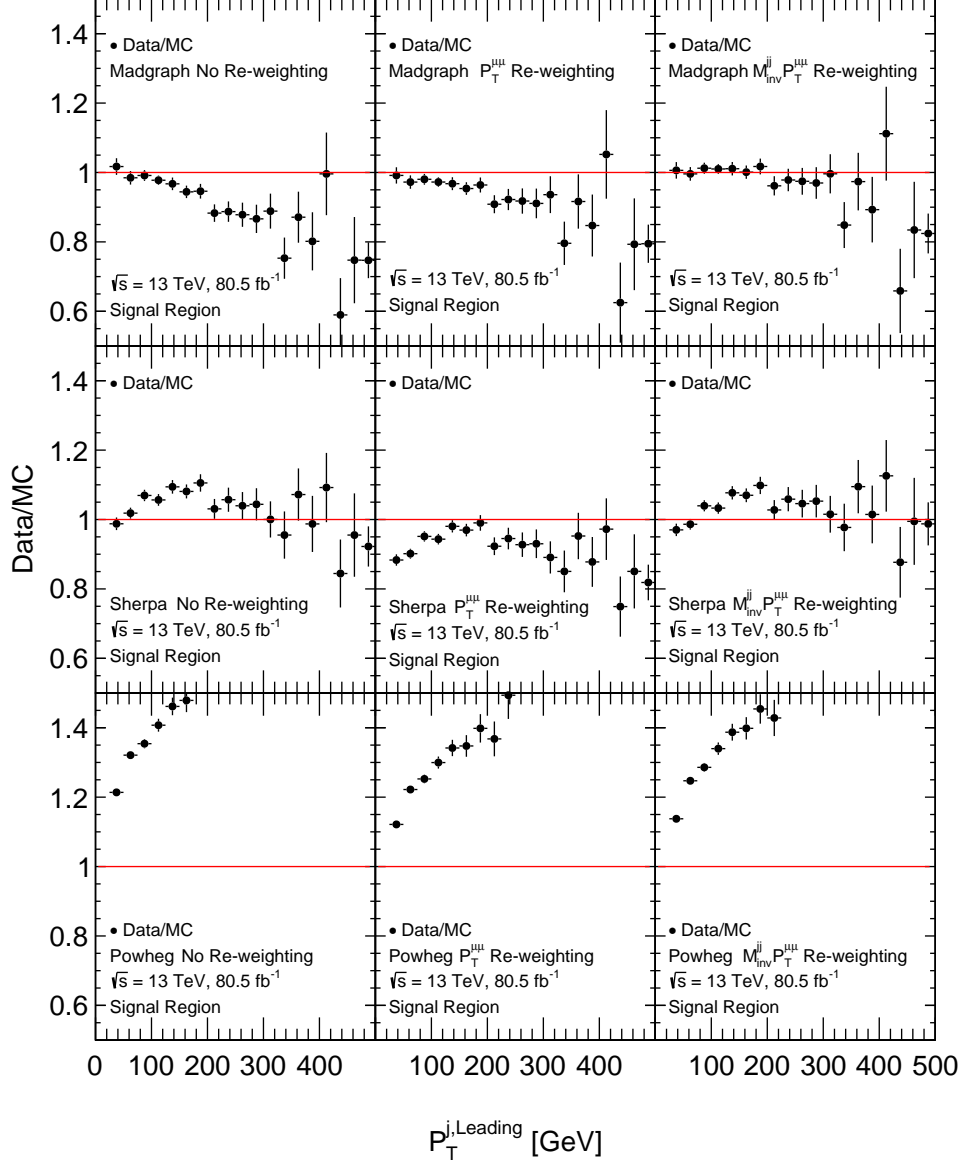 Data/MC
1.4
1.2
1
0.8
0.6
• Data/MC
Madgraph No Re-weighting
√s = 13 TeV, 80.5 fb⁻¹
Signal Region
• Data/MC
Madgraph P_T^μμ Re-weighting
√s = 13 TeV, 80.5 fb⁻¹
Signal Region
• Data/MC
Madgraph M_inv^jj P_T^μμ Re-weighting
√s = 13 TeV, 80.5 fb⁻¹
Signal Region
1.4
1.2
1
0.8
0.6
• Data/MC
Sherpa No Re-weighting
√s = 13 TeV, 80.5 fb⁻¹
Signal Region
• Data/MC
Sherpa P_T^μμ Re-weighting
√s = 13 TeV, 80.5 fb⁻¹
Signal Region
• Data/MC
Sherpa M_inv^jj P_T^μμ Re-weighting
√s = 13 TeV, 80.5 fb⁻¹
Signal Region
1.4
1.2
1
0.8
0.6
• Data/MC
Powheg No Re-weighting
√s = 13 TeV, 80.5 fb⁻¹
Signal Region
• Data/MC
Powheg P_T^μμ Re-weighting
√s = 13 TeV, 80.5 fb⁻¹
Signal Region
• Data/MC
Powheg M_inv^jj P_T^μμ Re-weighting
√s = 13 TeV, 80.5 fb⁻¹
Signal Region
0 100 200 300 400 100 200 300 400 100 200 300 400 500
P_T^j,Leading [GeV]